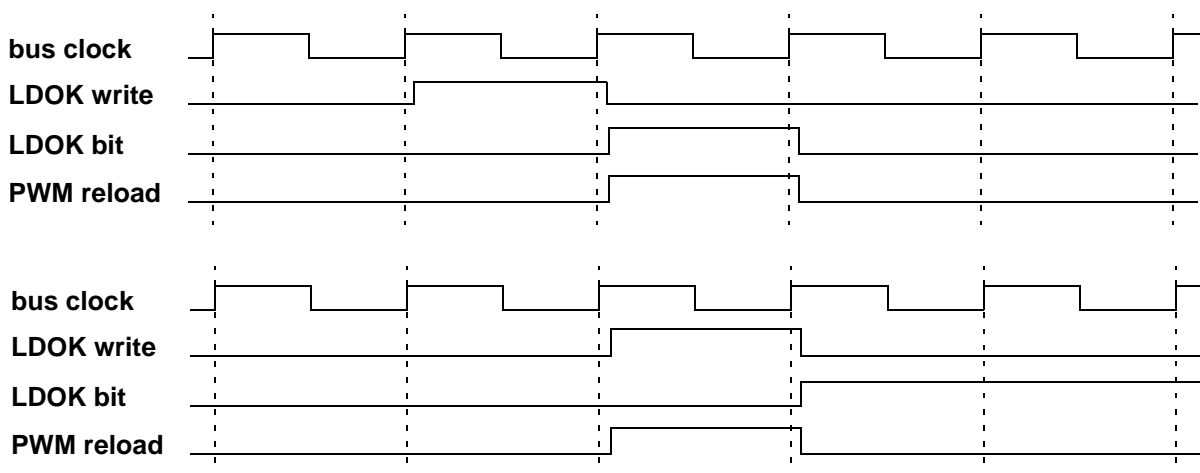 bus clock
LDOK write
LDOK bit
PWM reload
bus clock
LDOK write
LDOK bit
PWM reload